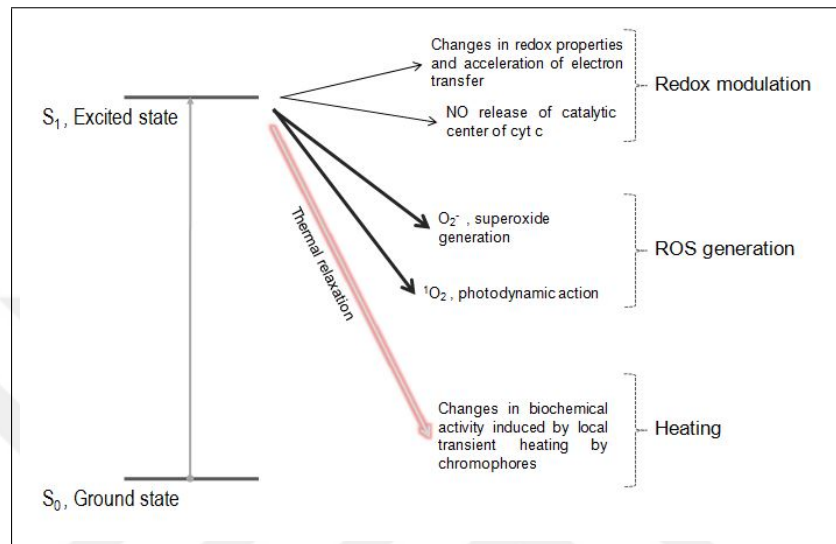 Changes in redox properties
and acceleration of electron
transfer
Redox modulation
NO release of catalytic
center of cyt c
S₁, Excited state
O₂⁻ , superoxide
generation
ROS generation
¹O₂ , photodynamic action
Thermal relaxation
Changes in biochemical
activity induced by local
transient heating by
chromophores
Heating
S₀, Ground state